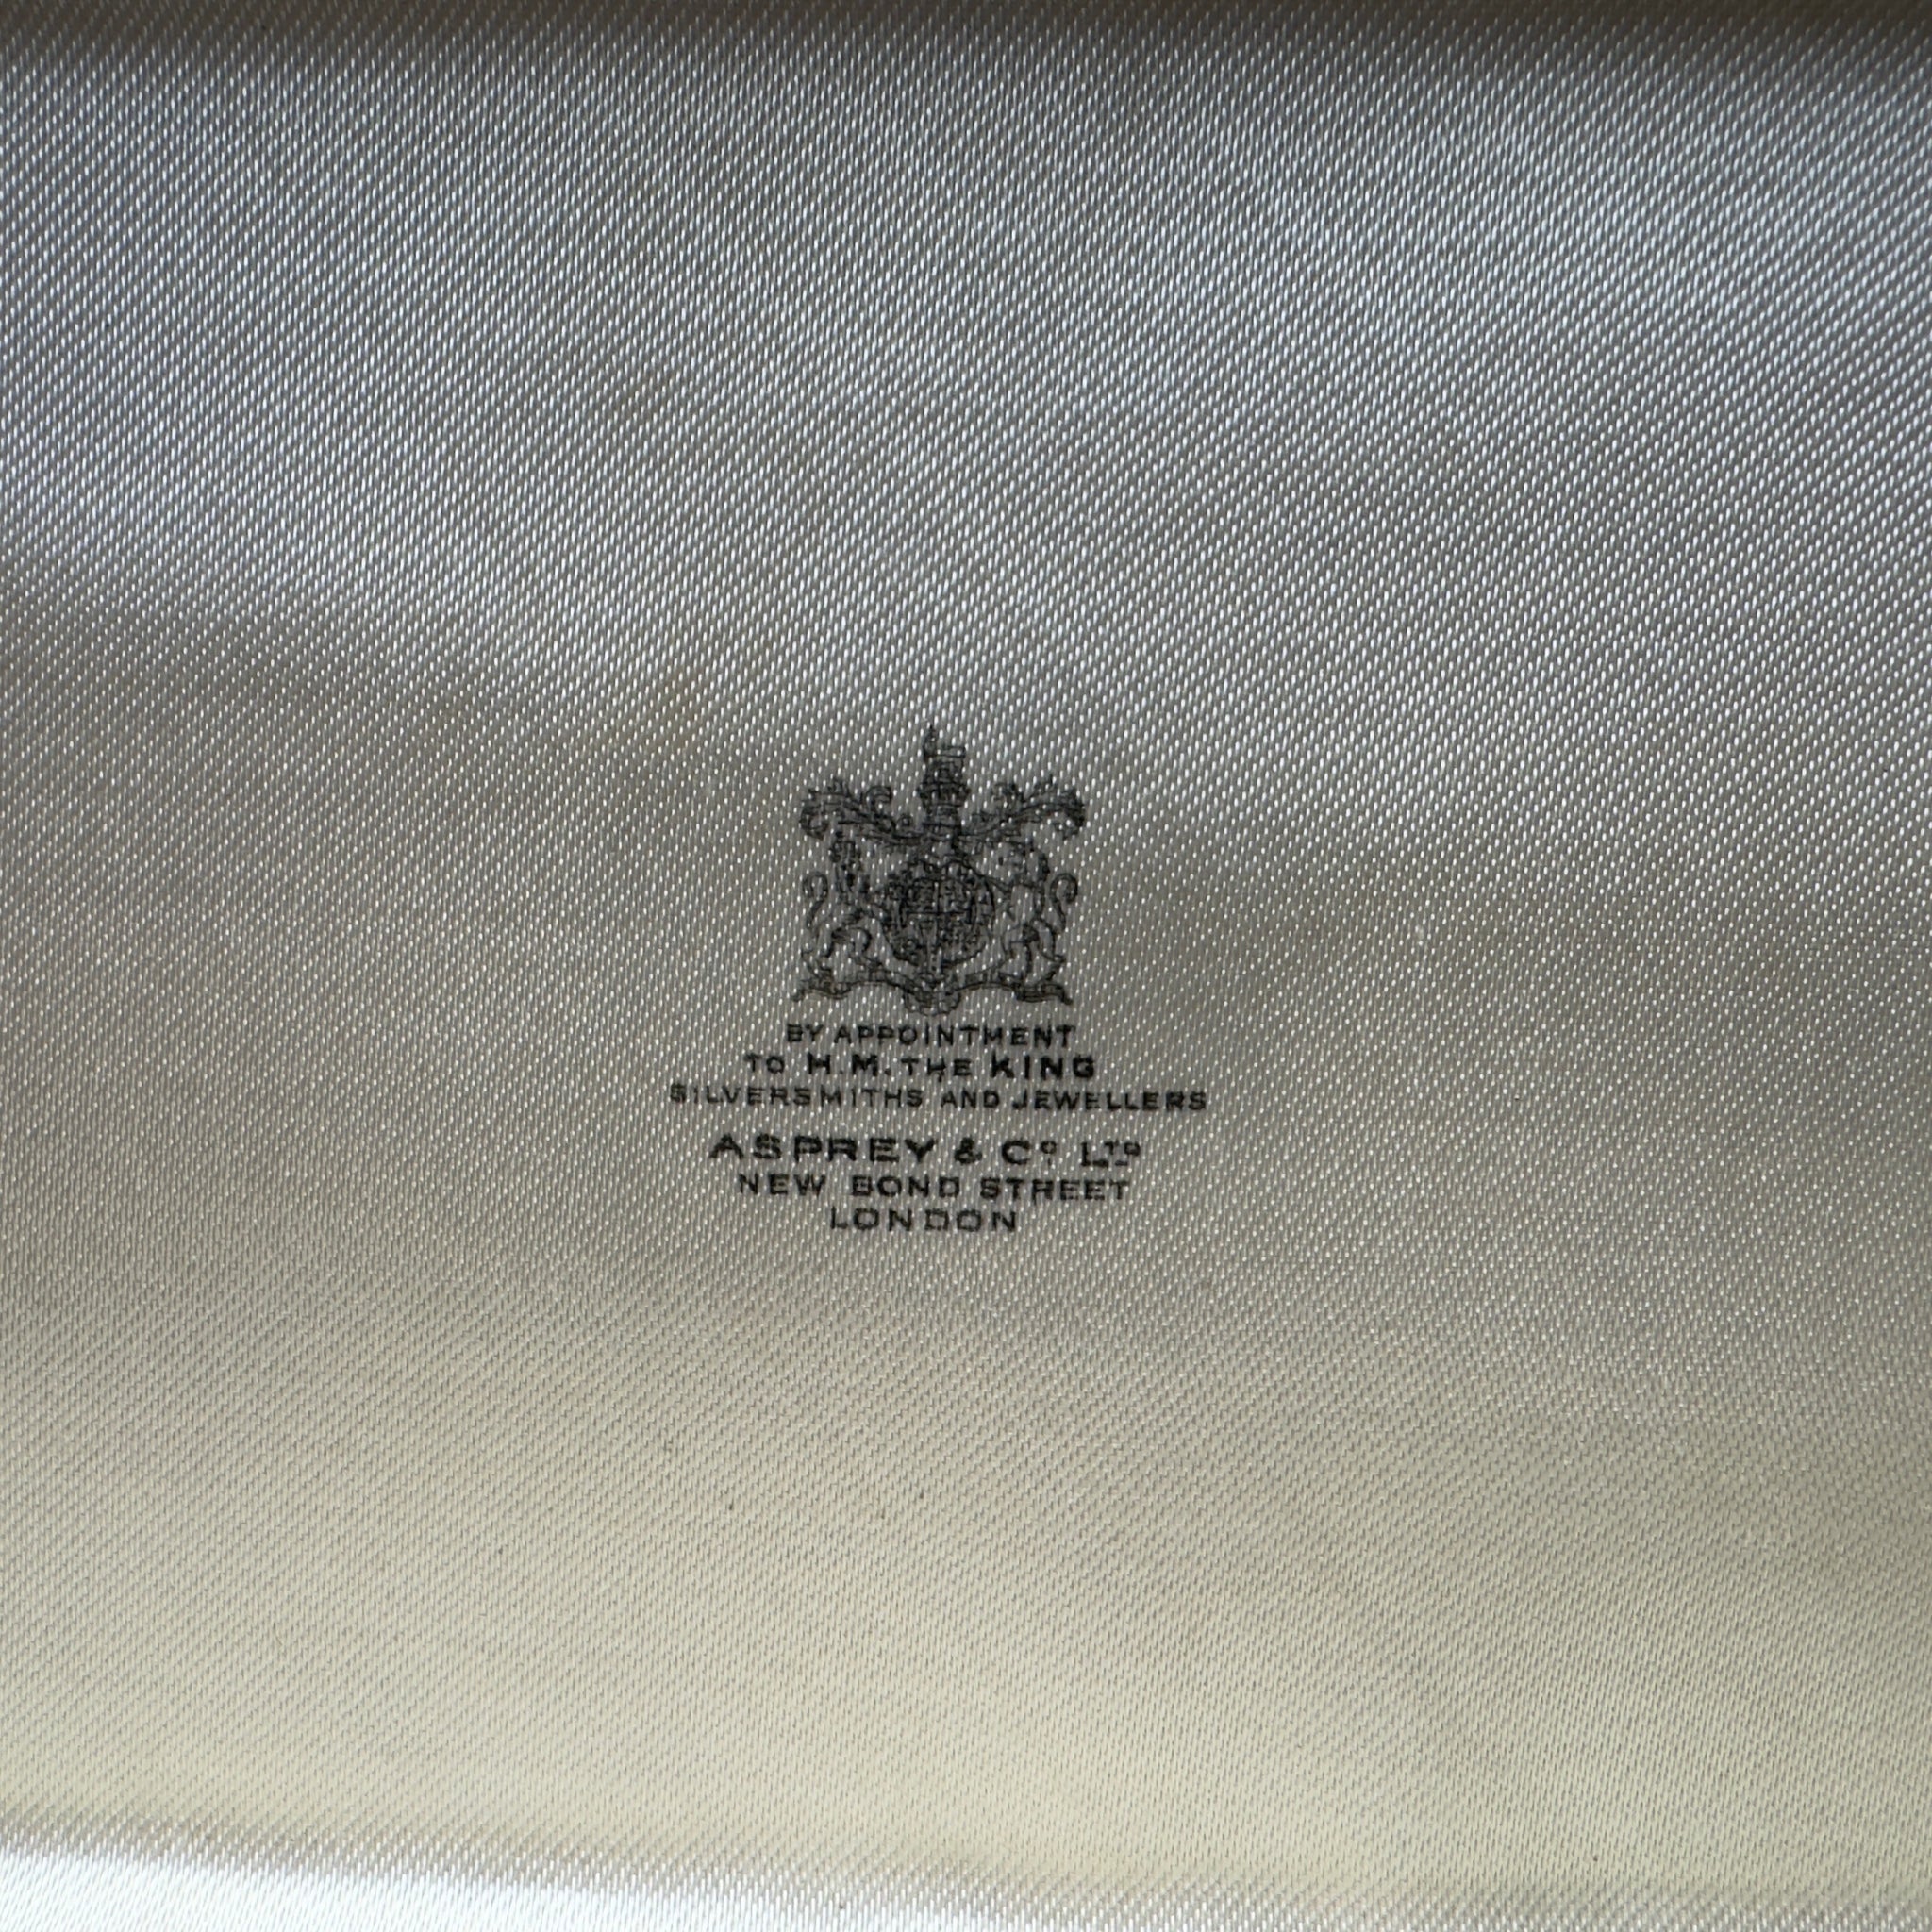 BY APPOINTMENT
TO H.M. THE KING
SILVERSMITHS AND JEWELLERS
ASPREY & Cº LTD
NEW BOND STREET
LONDON